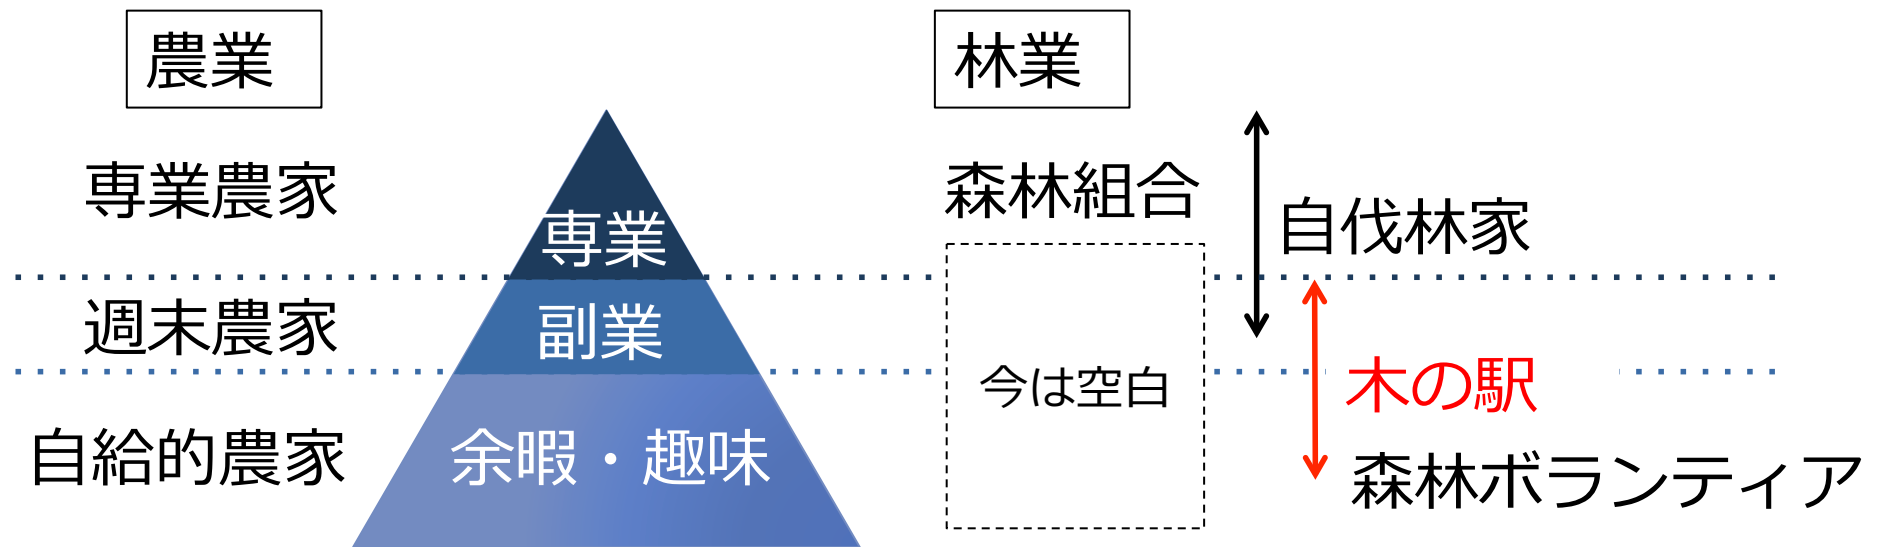 農業
林業
専業農家
専業
森林組合
自伐林家
週末農家
副業
今は空白
木の駅
自給的農家
余暇・趣味
森林ボランティア